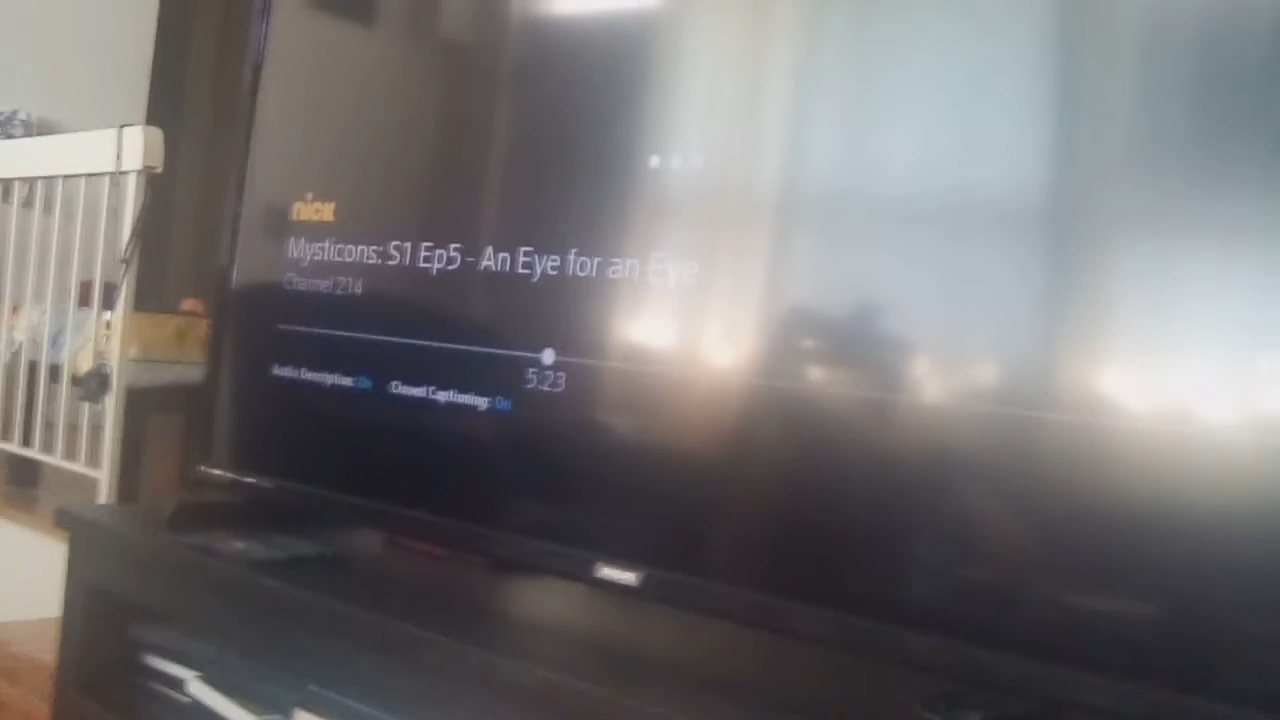 nick
Mysticons: S1 Ep5 - An Eye for an Eye
Channel 214
5:23
Audio Description: On Closed Captioning: On